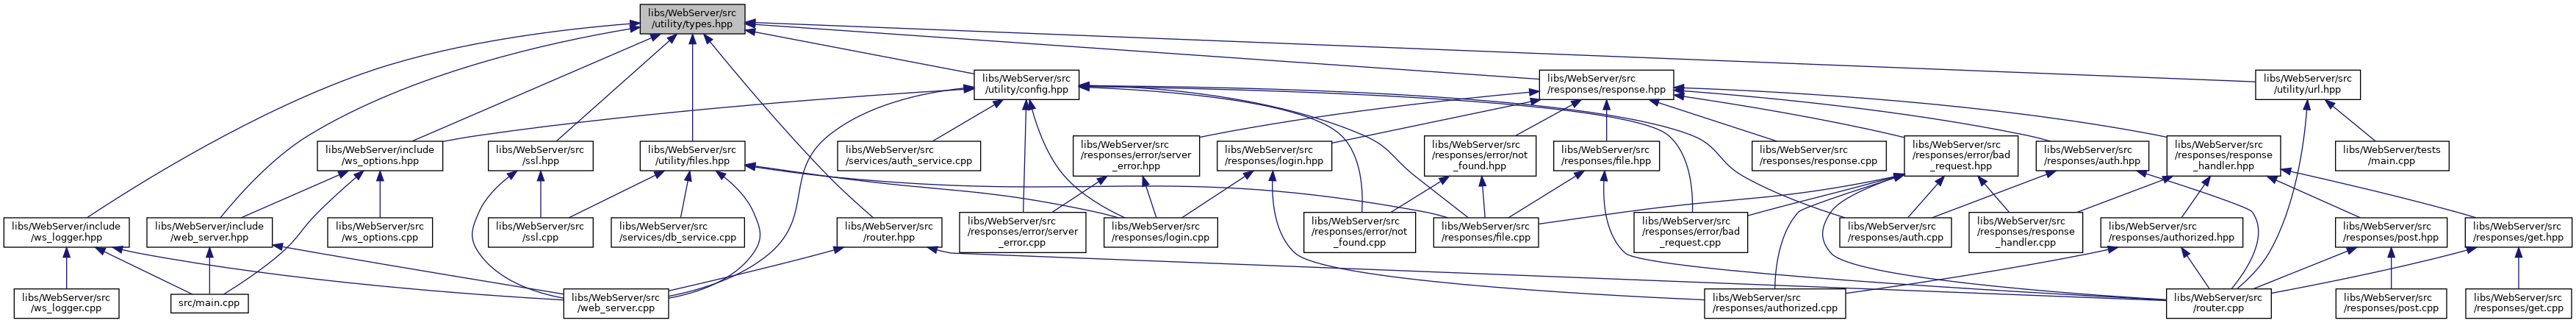 libs/WebServer/src
/utility/types.hpp
libs/WebServer/src
/utility/config.hpp
libs/WebServer/src
/responses/response.hpp
libs/WebServer/src
/utility/url.hpp
libs/WebServer/include
/ws_options.hpp
libs/WebServer/src
/ssl.hpp
libs/WebServer/src
/utility/files.hpp
libs/WebServer/src
/services/auth_service.cpp
libs/WebServer/src
/responses/error/server
_error.hpp
libs/WebServer/src
/responses/login.hpp
libs/WebServer/src
/responses/error/not
_found.hpp
libs/WebServer/src
/responses/file.hpp
libs/WebServer/src
/responses/response.cpp
libs/WebServer/src
/responses/error/bad
_request.hpp
libs/WebServer/src
/responses/auth.hpp
libs/WebServer/src
/responses/response
_handler.hpp
libs/WebServer/tests
/main.cpp
libs/WebServer/include
/ws_logger.hpp
libs/WebServer/include
/web_server.hpp
libs/WebServer/src
/ws_options.cpp
libs/WebServer/src
/ssl.cpp
libs/WebServer/src
/services/db_service.cpp
libs/WebServer/src
/router.hpp
libs/WebServer/src
/responses/error/server
_error.cpp
libs/WebServer/src
/responses/login.cpp
libs/WebServer/src
/responses/error/not
_found.cpp
libs/WebServer/src
/responses/file.cpp
libs/WebServer/src
/responses/error/bad
_request.cpp
libs/WebServer/src
/responses/auth.cpp
libs/WebServer/src
/responses/response
_handler.cpp
libs/WebServer/src
/responses/authorized.hpp
libs/WebServer/src
/responses/post.hpp
libs/WebServer/src
/responses/get.hpp
libs/WebServer/src
/ws_logger.cpp
src/main.cpp
libs/WebServer/src
/web_server.cpp
libs/WebServer/src
/responses/authorized.cpp
libs/WebServer/src
/router.cpp
libs/WebServer/src
/responses/post.cpp
libs/WebServer/src
/responses/get.cpp